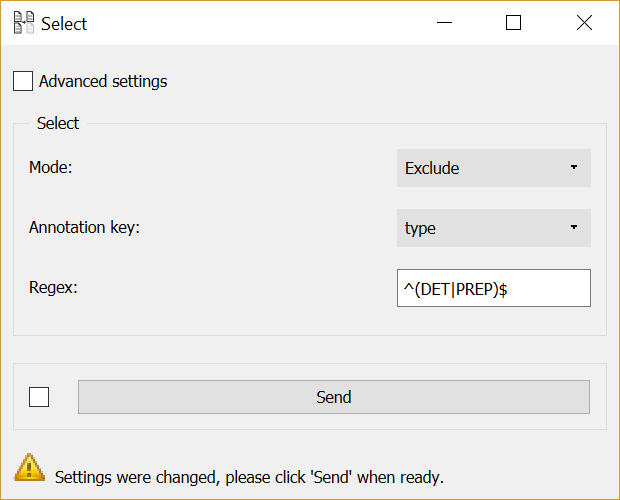 Select
Advanced settings
Select
Mode: Exclude
Annotation key: type
Regex: ^(DET|PREP)$
Send
Settings were changed, please click 'Send' when ready.